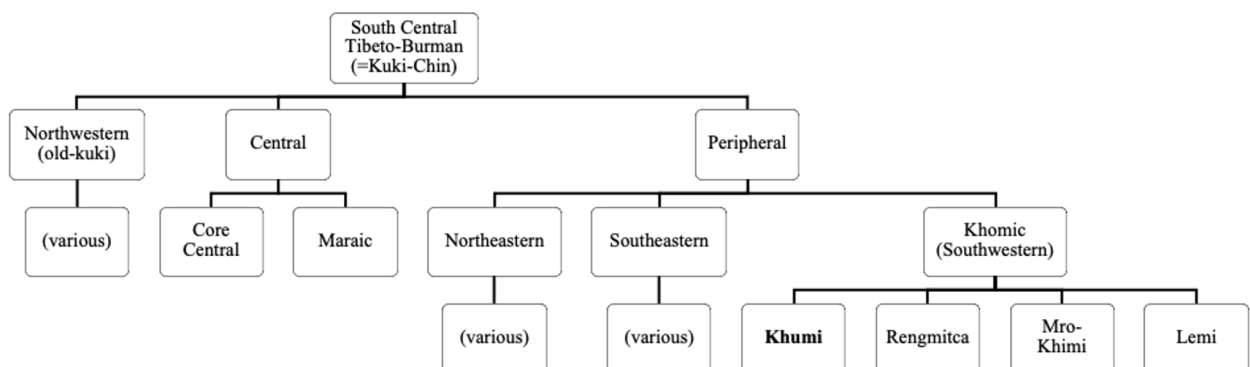 South Central
Tibeto-Burman
(=Kuki-Chin)
Northwestern
(old-kuki)
Central
Peripheral
(various)
Core
Central
Maraic
Northeastern
Southeastern
Khomic
(Southwestern)
(various)
(various)
Khumi
Rengmitca
Mro-
Khimi
Lemi